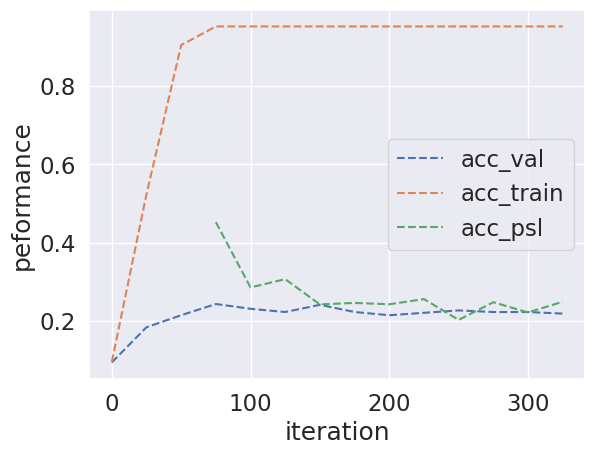 0.8
0.6
0.4
0.2
peformance
acc_val
acc_train
acc_psl
0 100 200 300
iteration